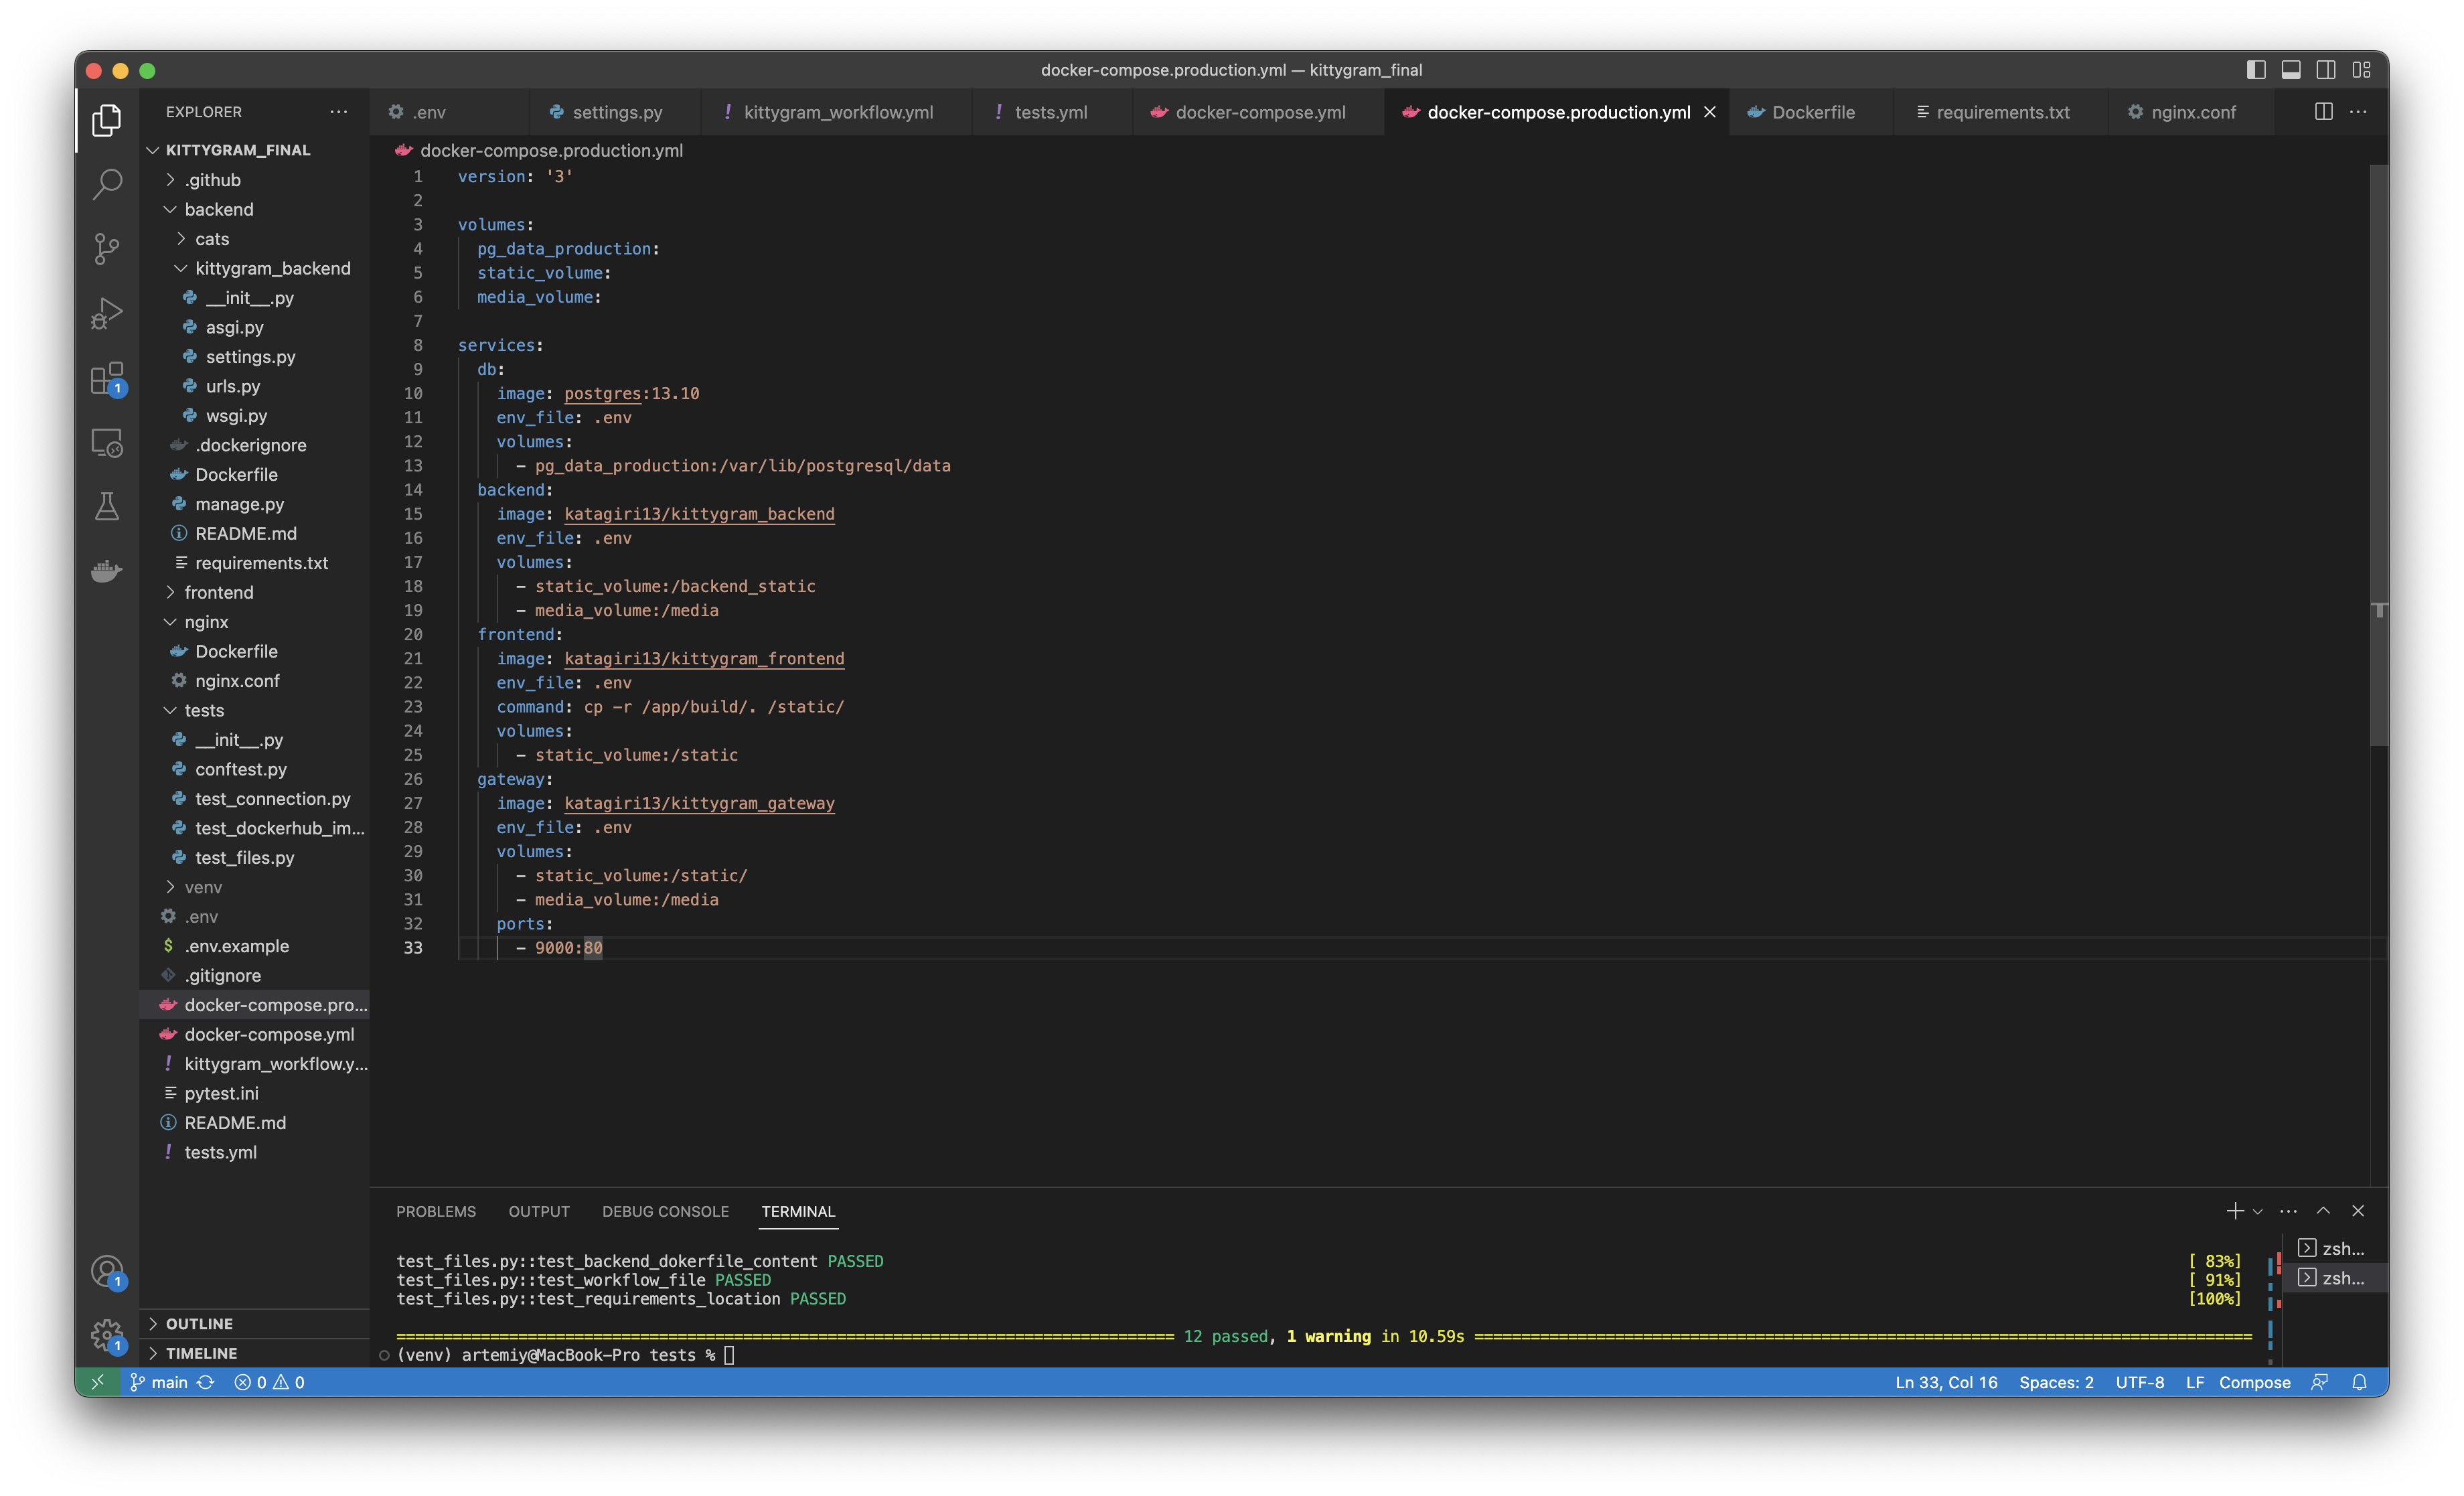 docker-compose.production.yml — kittygram_final
EXPLORER
.env
settings.py
! kittygram_workflow.yml
! tests.yml
docker-compose.yml
docker-compose.production.yml
Dockerfile
requirements.txt
nginx.conf
KITTYGRAM_FINAL
.github
backend
cats
kittygram_backend
__init__.py
asgi.py
settings.py
urls.py
wsgi.py
.dockerignore
Dockerfile
manage.py
README.md
requirements.txt
frontend
nginx
Dockerfile
nginx.conf
tests
__init__.py
conftest.py
test_connection.py
test_dockerhub_im...
test_files.py
venv
.env
$ .env.example
.gitignore
docker-compose.pro...
docker-compose.yml
! kittygram_workflow.y...
pytest.ini
README.md
! tests.yml
OUTLINE
TIMELINE
1
1
1
docker-compose.production.yml
1 version: '3'
2
3 volumes:
4 pg_data_production:
5 static_volume:
6 media_volume:
7
8 services:
9 db:
10 image: postgres:13.10
11 env_file: .env
12 volumes:
13 - pg_data_production:/var/lib/postgresql/data
14 backend:
15 image: katagiri13/kittygram_backend
16 env_file: .env
17 volumes:
18 - static_volume:/backend_static
19 - media_volume:/media
20 frontend:
21 image: katagiri13/kittygram_frontend
22 env_file: .env
23 command: cp -r /app/build/. /static/
24 volumes:
25 - static_volume:/static
26 gateway:
27 image: katagiri13/kittygram_gateway
28 env_file: .env
29 volumes:
30 - static_volume:/static/
31 - media_volume:/media
32 ports:
33 - 9000:80
PROBLEMS OUTPUT DEBUG CONSOLE TERMINAL
test_files.py::test_backend_dokerfile_content PASSED [ 83%]
test_files.py::test_workflow_file PASSED [ 91%]
test_files.py::test_requirements_location PASSED [100%]
12 passed, 1 warning in 10.59s
(venv) artemiy@MacBook-Pro tests %
zsh...
zsh...
main 0 0 Ln 33, Col 16 Spaces: 2 UTF-8 LF Compose